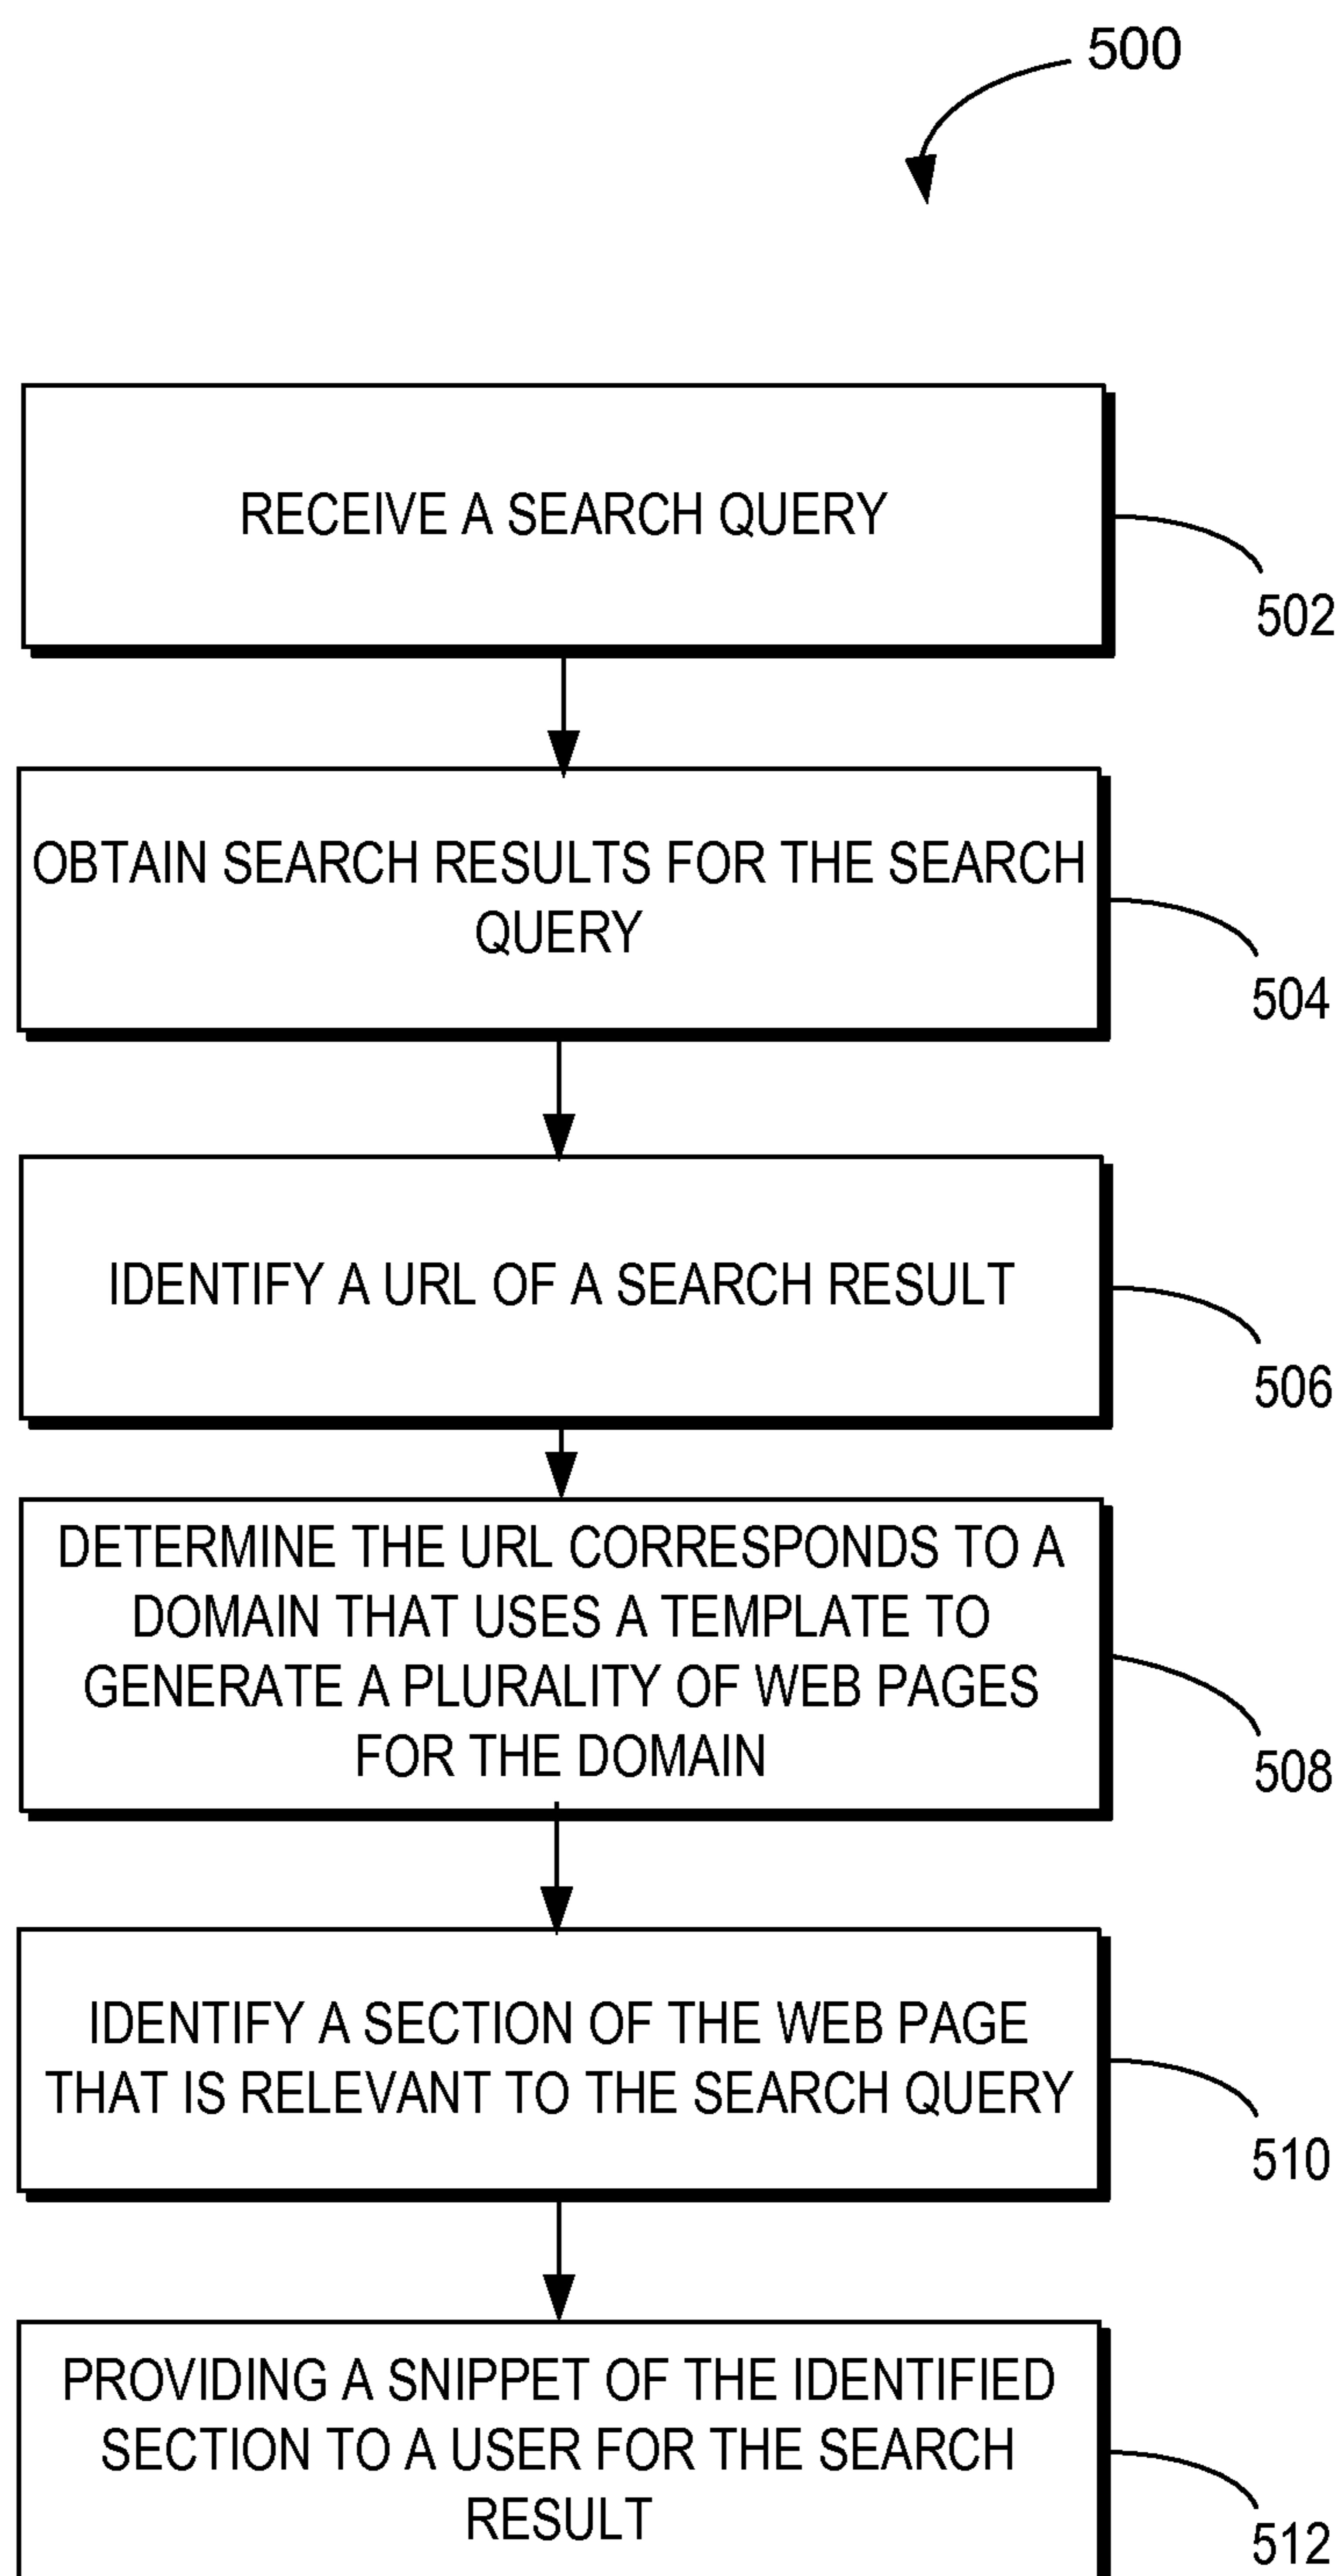 500
RECEIVE A SEARCH QUERY
502
OBTAIN SEARCH RESULTS FOR THE SEARCH
QUERY
504
IDENTIFY A URL OF A SEARCH RESULT
506
DETERMINE THE URL CORRESPONDS TO A
DOMAIN THAT USES A TEMPLATE TO
GENERATE A PLURALITY OF WEB PAGES
FOR THE DOMAIN
508
IDENTIFY A SECTION OF THE WEB PAGE
THAT IS RELEVANT TO THE SEARCH QUERY
510
PROVIDING A SNIPPET OF THE IDENTIFIED
SECTION TO A USER FOR THE SEARCH
RESULT
512